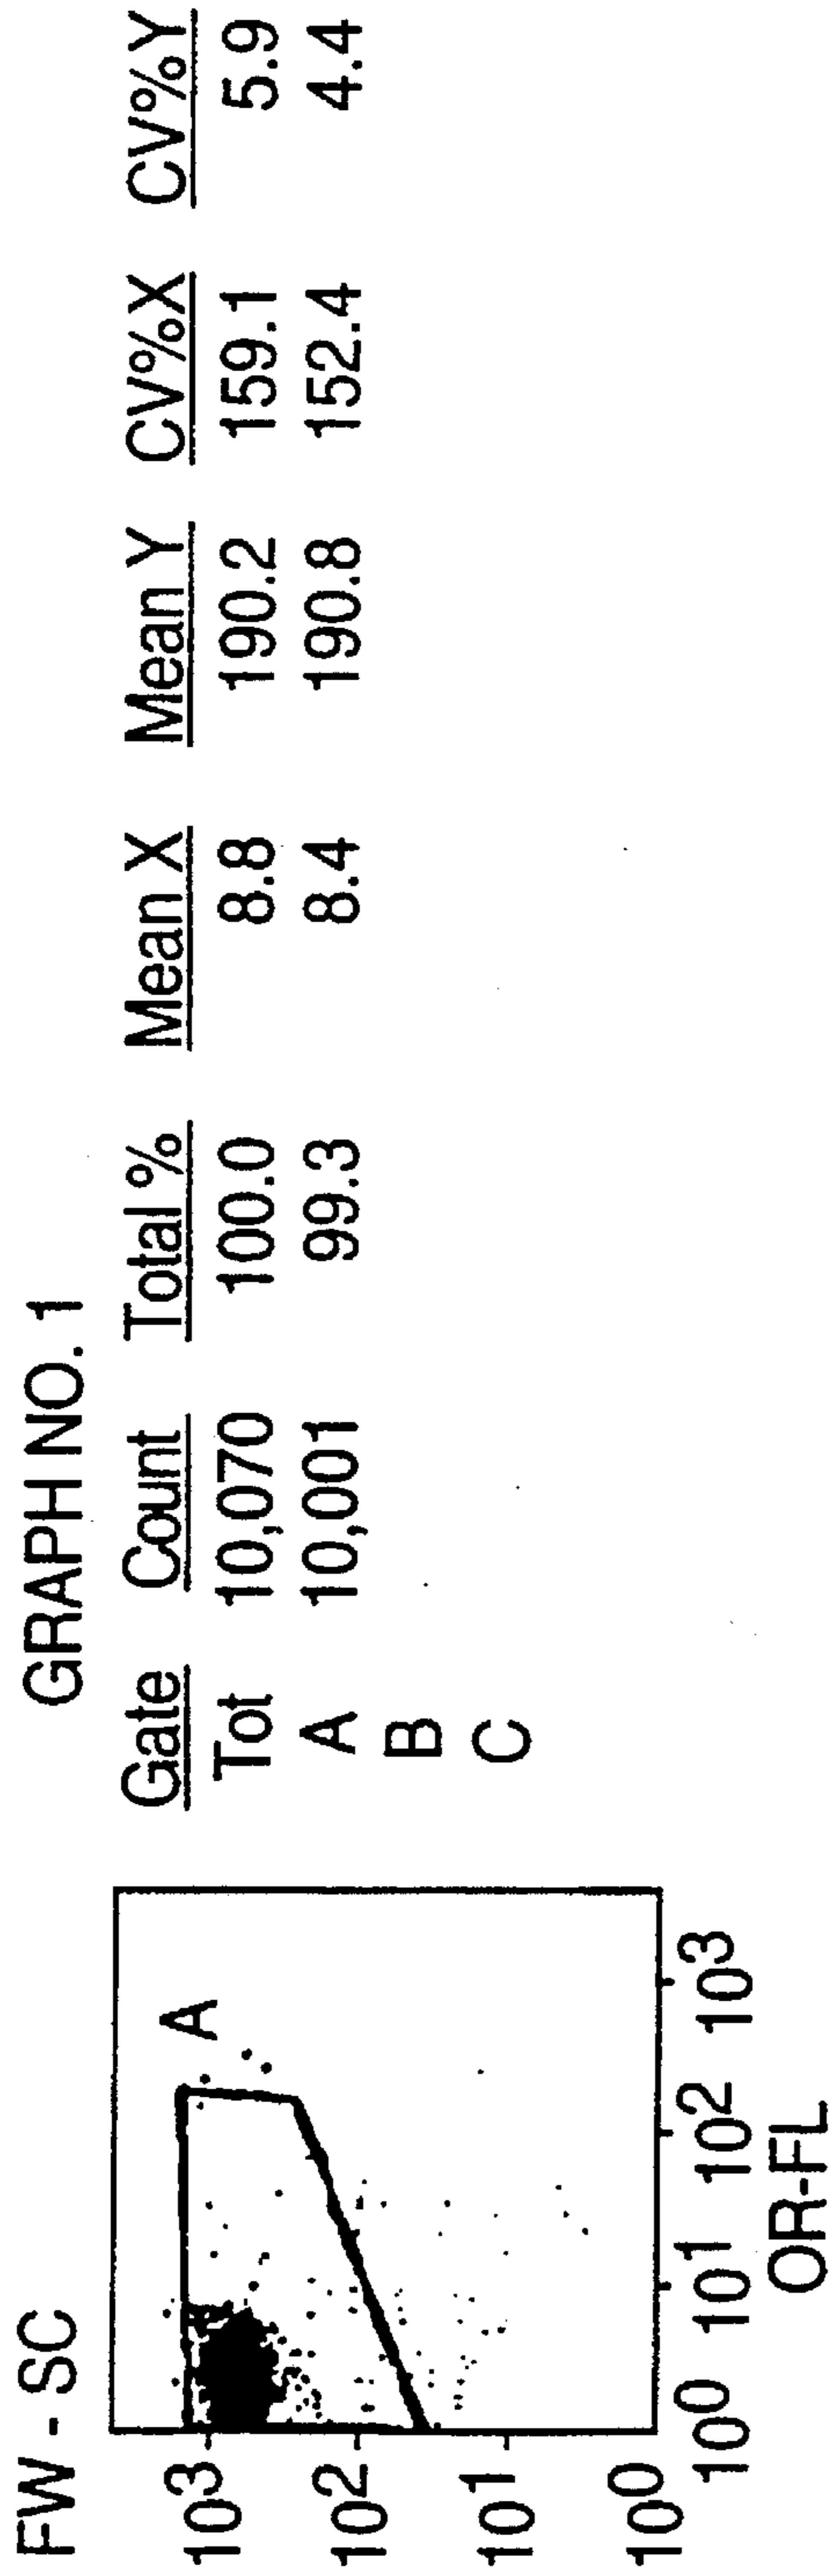 GRAPH NO. 1
FW - SC
Gate Count Total % Mean X Mean Y CV%X CV%Y
Tot 10,070 100.0 8.8 190.2 159.1 5.9
A 10,001 99.3 8.4 190.8 152.4 4.4
B
C
A
10³
10²
10¹
10⁰
10⁰ 10¹ 10² 10³
OR-FL